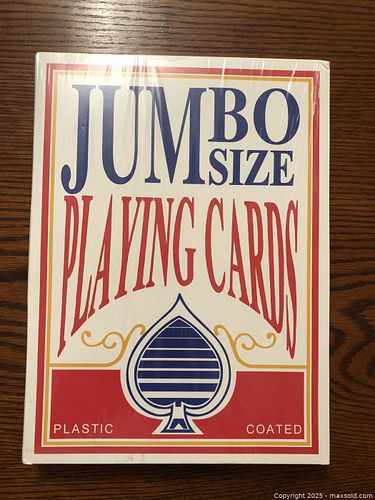 JUMBO
SIZE
PLAYING CARDS
PLASTIC COATED
Copyright 2025 - maxsold.com